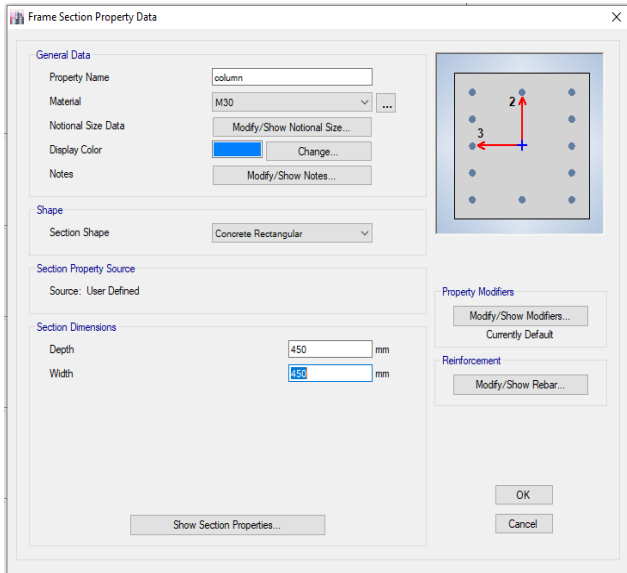 Frame Section Property Data
General Data
Property Name column
Material M30 ...
Notional Size Data Modify/Show Notional Size...
Display Color Change...
Notes Modify/Show Notes...
2
3
Shape
Section Shape Concrete Rectangular
Section Property Source
Source: User Defined
Property Modifiers
Modify/Show Modifiers...
Currently Default
Section Dimensions
Depth 450 mm
Width 450 mm
Reinforcement
Modify/Show Rebar...
Show Section Properties...
OK
Cancel